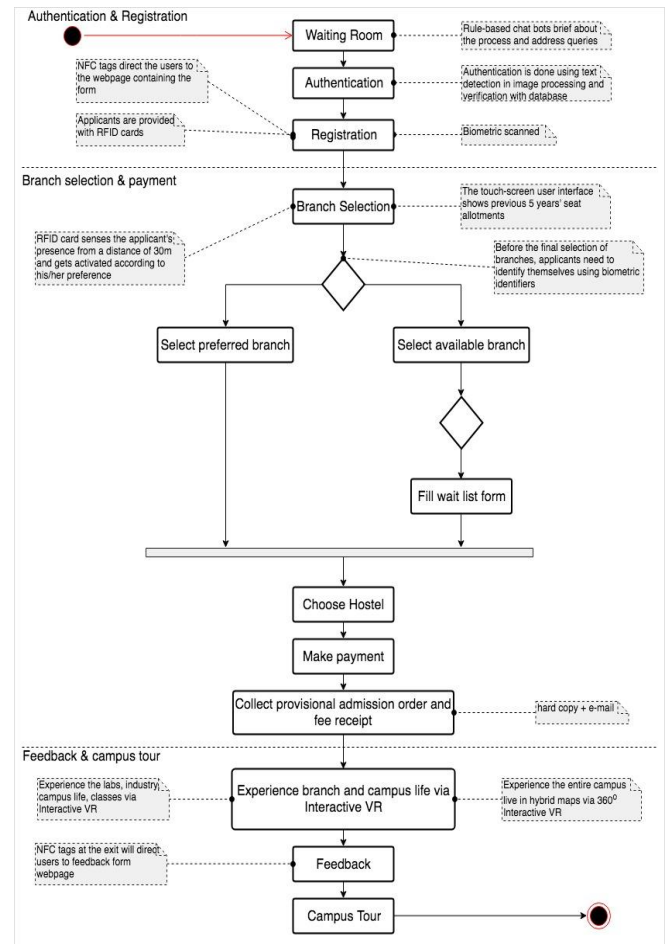 Authentication & Registration
Waiting Room
Rule-based chat bots brief about
the process and address queries
NFC tags direct the users to
the webpage containing the
form
Authentication
Authentication is done using text
detection in image processing and
verification with database
Applicants are provided
with RFID cards
Registration
Biometric scanned
Branch selection & payment
Branch Selection
The touch-screen user interface
shows previous 5 years' seat
allotments
RFID card senses the applicant's
presence from a distance of 30m
and gets activated according to
his/her preference
Before the final selection of
branches, applicants need to
identify themselves using biometric
identifiers
Select preferred branch
Select available branch
Fill wait list form
Choose Hostel
Make payment
Collect provisional admission order and
fee receipt
hard copy + e-mail
Feedback & campus tour
Experience the labs, industry,
campus life, classes via
Interactive VR
Experience branch and campus life via
Interactive VR
Experience the entire campus
live in hybrid maps via 360⁰
Interactive VR
NFC tags at the exit will direct
users to feedback form
webpage
Feedback
Campus Tour